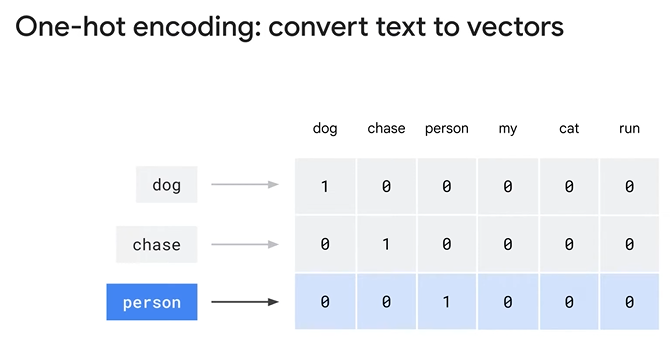 One-hot encoding: convert text to vectors
dog chase person my cat run
dog 1 0 0 0 0 0
chase 0 1 0 0 0 0
person 0 0 1 0 0 0